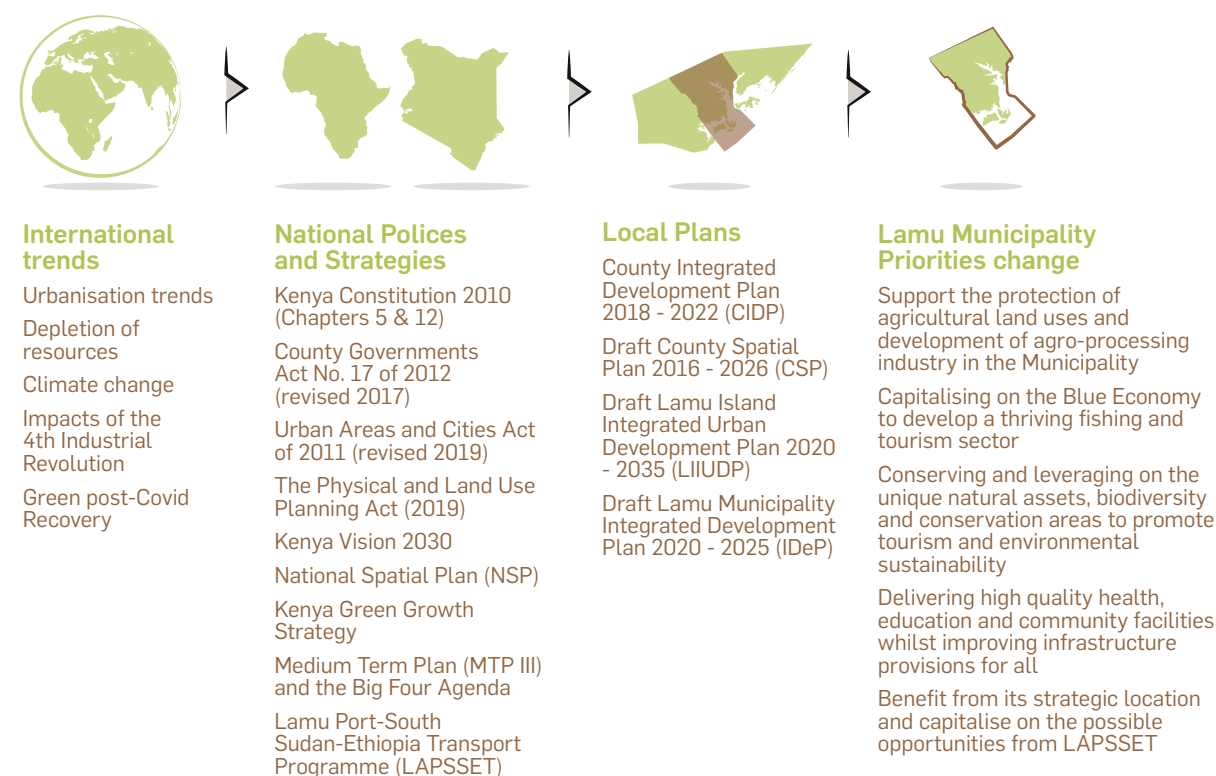 International
trends
Urbanisation trends
Depletion of
resources
Climate change
Impacts of the
4th Industrial
Revolution
Green post-Covid
Recovery
National Polices
and Strategies
Kenya Constitution 2010
(Chapters 5 & 12)
County Governments
Act No. 17 of 2012
(revised 2017)
Urban Areas and Cities Act
of 2011 (revised 2019)
The Physical and Land Use
Planning Act (2019)
Kenya Vision 2030
National Spatial Plan (NSP)
Kenya Green Growth
Strategy
Medium Term Plan (MTP III)
and the Big Four Agenda
Lamu Port-South
Sudan-Ethiopia Transport
Programme (LAPSSET)
Local Plans
County Integrated
Development Plan
2018 - 2022 (CIDP)
Draft County Spatial
Plan 2016 - 2026 (CSP)
Draft Lamu Island
Integrated Urban
Development Plan 2020
- 2035 (LIIUDP)
Draft Lamu Municipality
Integrated Development
Plan 2020 - 2025 (IDeP)
Lamu Municipality
Priorities change
Support the protection of
agricultural land uses and
development of agro-processing
industry in the Municipality
Capitalising on the Blue Economy
to develop a thriving fishing and
tourism sector
Conserving and leveraging on the
unique natural assets, biodiversity
and conservation areas to promote
tourism and environmental
sustainability
Delivering high quality health,
education and community facilities
whilst improving infrastructure
provisions for all
Benefit from its strategic location
and capitalise on the possible
opportunities from LAPSSET